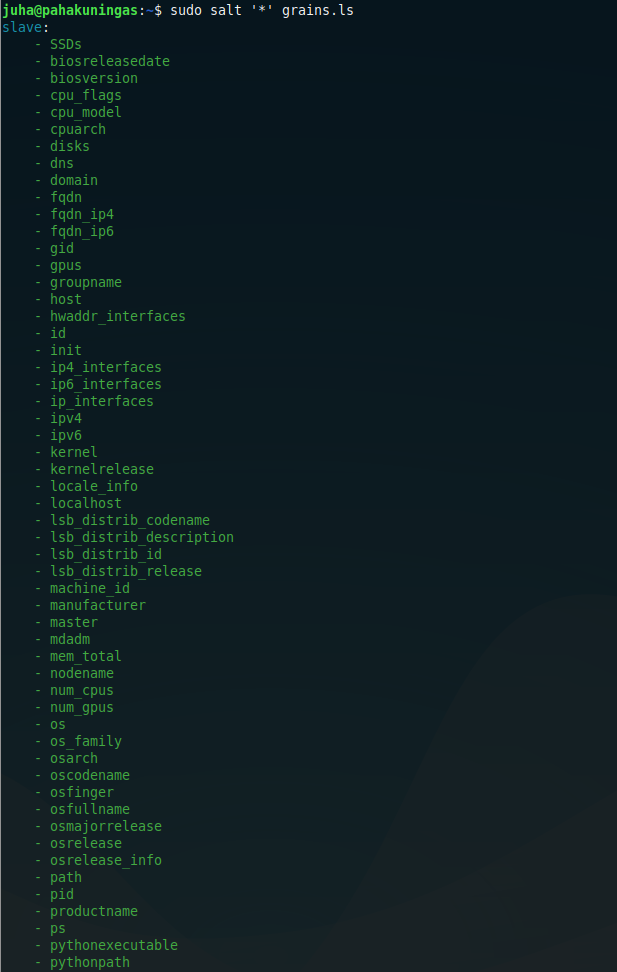 juha@pahakuningas:~$ sudo salt '*' grains.ls
slave:
    - SSDs
    - biosreleasedate
    - biosversion
    - cpu_flags
    - cpu_model
    - cpuarch
    - disks
    - dns
    - domain
    - fqdn
    - fqdn_ip4
    - fqdn_ip6
    - gid
    - gpus
    - groupname
    - host
    - hwaddr_interfaces
    - id
    - init
    - ip4_interfaces
    - ip6_interfaces
    - ip_interfaces
    - ipv4
    - ipv6
    - kernel
    - kernelrelease
    - locale_info
    - localhost
    - lsb_distrib_codename
    - lsb_distrib_description
    - lsb_distrib_id
    - lsb_distrib_release
    - machine_id
    - manufacturer
    - master
    - mdadm
    - mem_total
    - nodename
    - num_cpus
    - num_gpus
    - os
    - os_family
    - osarch
    - oscodename
    - osfinger
    - osfullname
    - osmajorrelease
    - osrelease
    - osrelease_info
    - path
    - pid
    - productname
    - ps
    - pythonexecutable
    - pythonpath